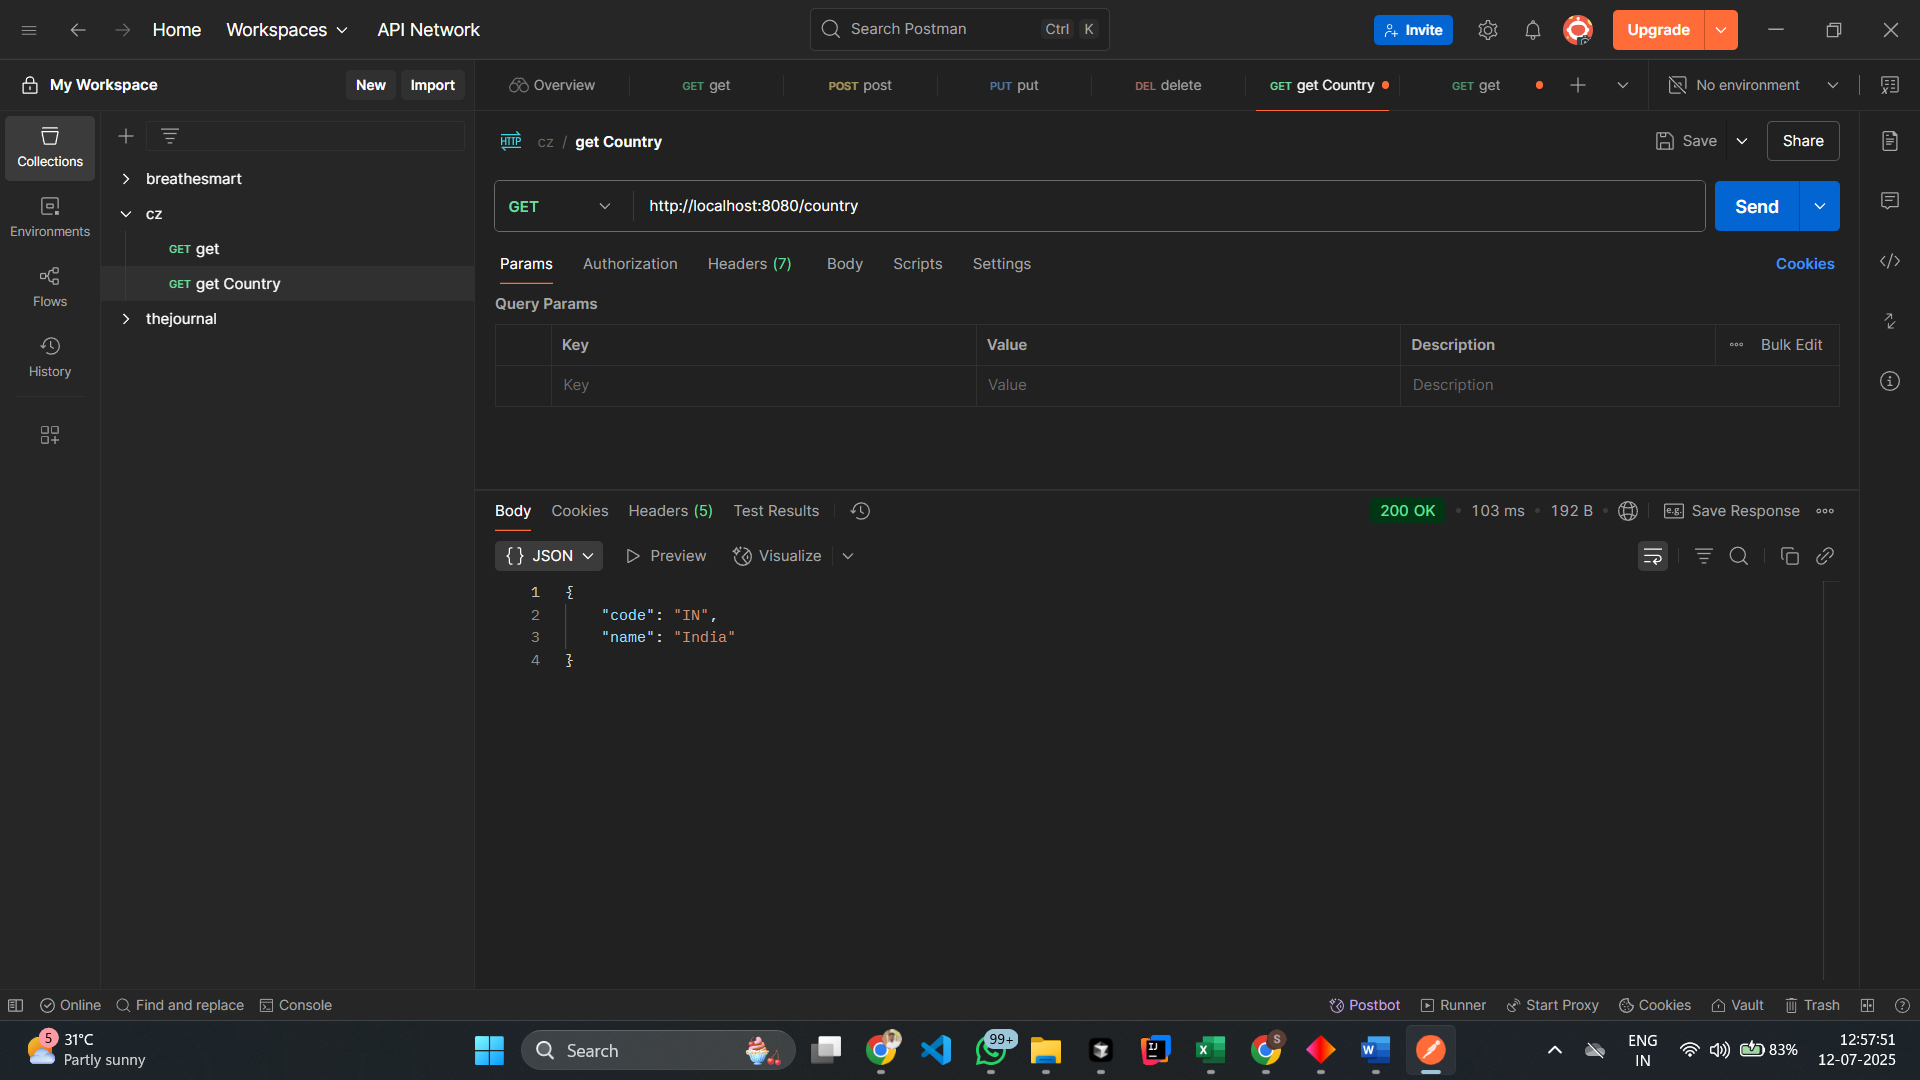 Home Workspaces API Network Search Postman Ctrl K Invite Upgrade
My Workspace New Import Overview GET get POST post PUT put DEL delete GET get Country GET get No environment
Collections
Environments
Flows
History
breathesmart
cz
GET get
GET get Country
thejournal
HTTP cz / get Country Save Share
GET http://localhost:8080/country Send
Params Authorization Headers (7) Body Scripts Settings Cookies
Query Params
Key Value Description Bulk Edit
Key Value Description
Body Cookies Headers (5) Test Results 200 OK 103 ms 192 B e.g. Save Response
{} JSON Preview Visualize
1 {
2 "code": "IN",
3 "name": "India"
4 }
Online Find and replace Console Postbot Runner Start Proxy Cookies Vault Trash
5 31°C
Partly sunny
Search
99+
IJ
X
S
W
ENG
IN
83%
12:57:51
12-07-2025